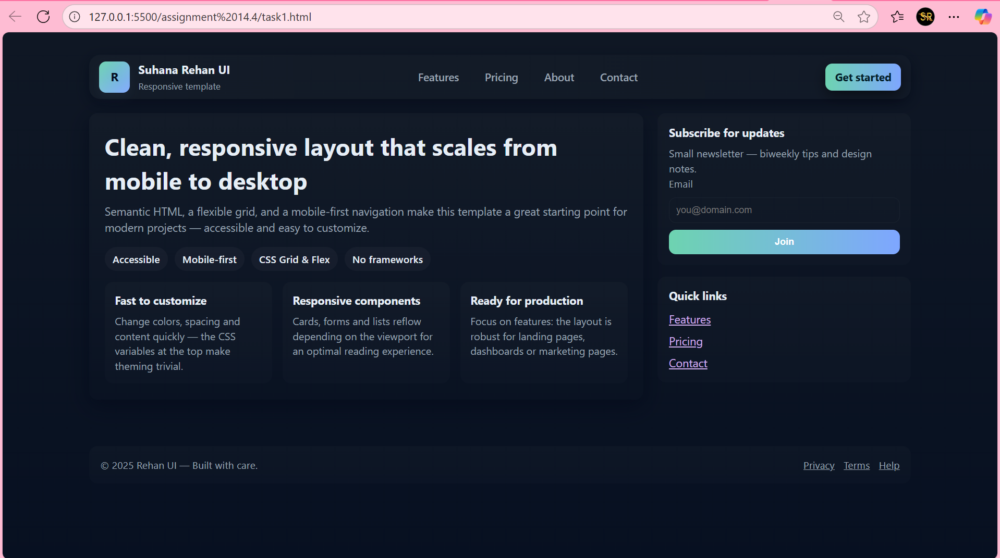 127.0.0.1:5500/assignment%2014.4/task1.html
SR
R
Suhana Rehan UI
Responsive template
Features
Pricing
About
Contact
Get started
Clean, responsive layout that scales from
mobile to desktop
Semantic HTML, a flexible grid, and a mobile-first navigation make this template a great starting point for
modern projects — accessible and easy to customize.
Accessible
Mobile-first
CSS Grid & Flex
No frameworks
Fast to customize
Change colors, spacing and
content quickly — the CSS
variables at the top make
theming trivial.
Responsive components
Cards, forms and lists reflow
depending on the viewport for
an optimal reading experience.
Ready for production
Focus on features: the layout is
robust for landing pages,
dashboards or marketing pages.
Subscribe for updates
Small newsletter — biweekly tips and design
notes.
Email
you@domain.com
Join
Quick links
Features
Pricing
Contact
© 2025 Rehan UI — Built with care.
Privacy
Terms
Help